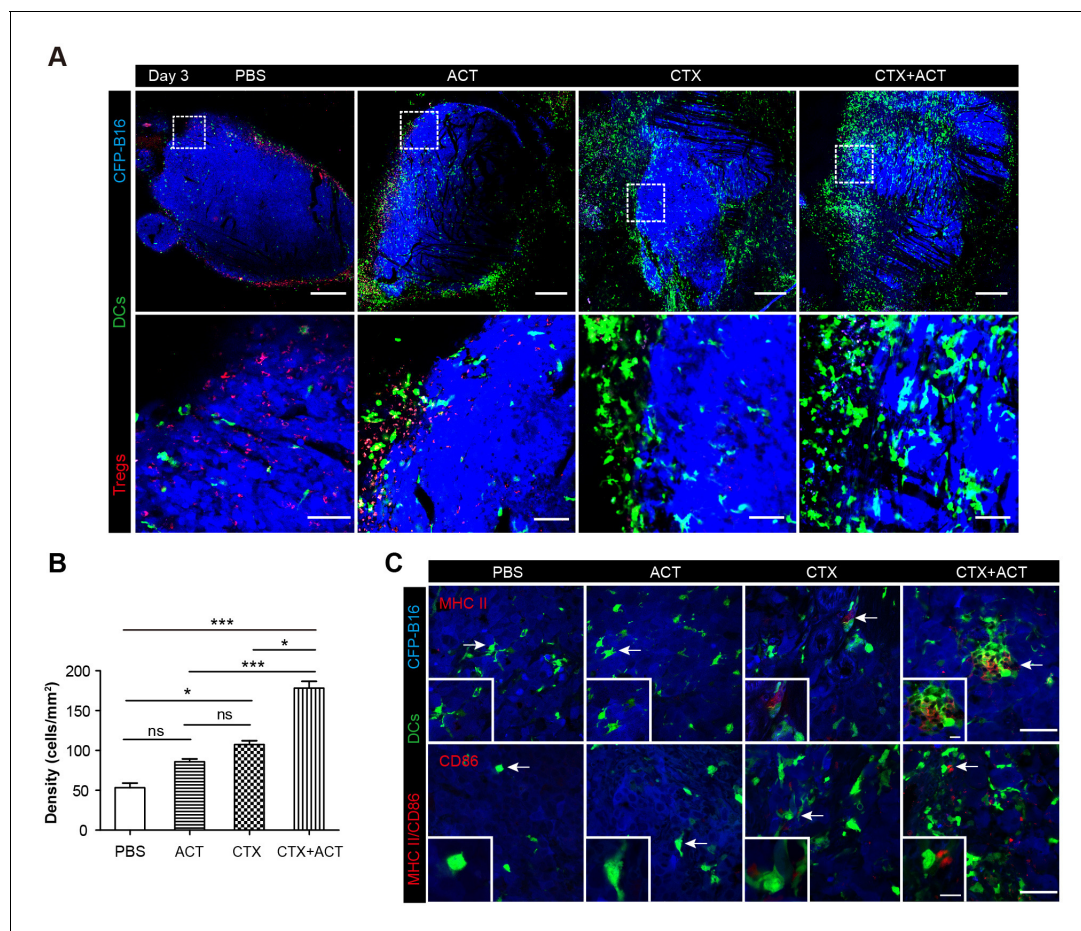 A
Day 3 PBS ACT CTX CTX+ACT
CFP-B16
DCs
Tregs
B
***
*
***
*
ns
ns
Density (cells/mm²)
200
150
100
50
0
PBS ACT CTX CTX+ACT
C
PBS ACT CTX CTX+ACT
CFP-B16
DCs
MHC II/CD86
MHC II
CD86